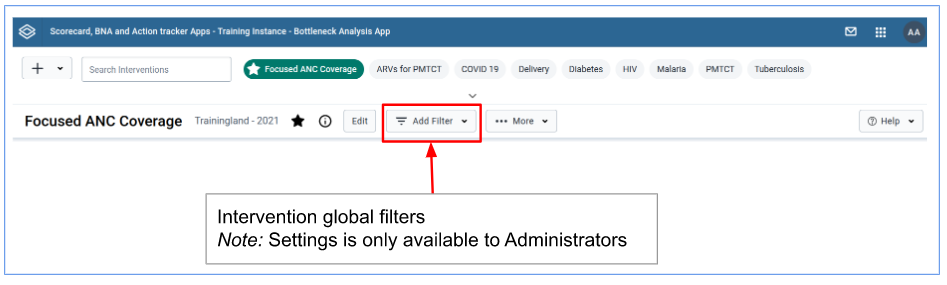 Scorecard, BNA and Action tracker Apps - Training Instance - Bottleneck Analysis App
AA
Search Interventions
Focused ANC Coverage
ARVs for PMTCT
COVID 19
Delivery
Diabetes
HIV
Malaria
PMTCT
Tuberculosis
Focused ANC Coverage
Trainingland - 2021
Edit
Add Filter
More
Help
Intervention global filters
Note: Settings is only available to Administrators